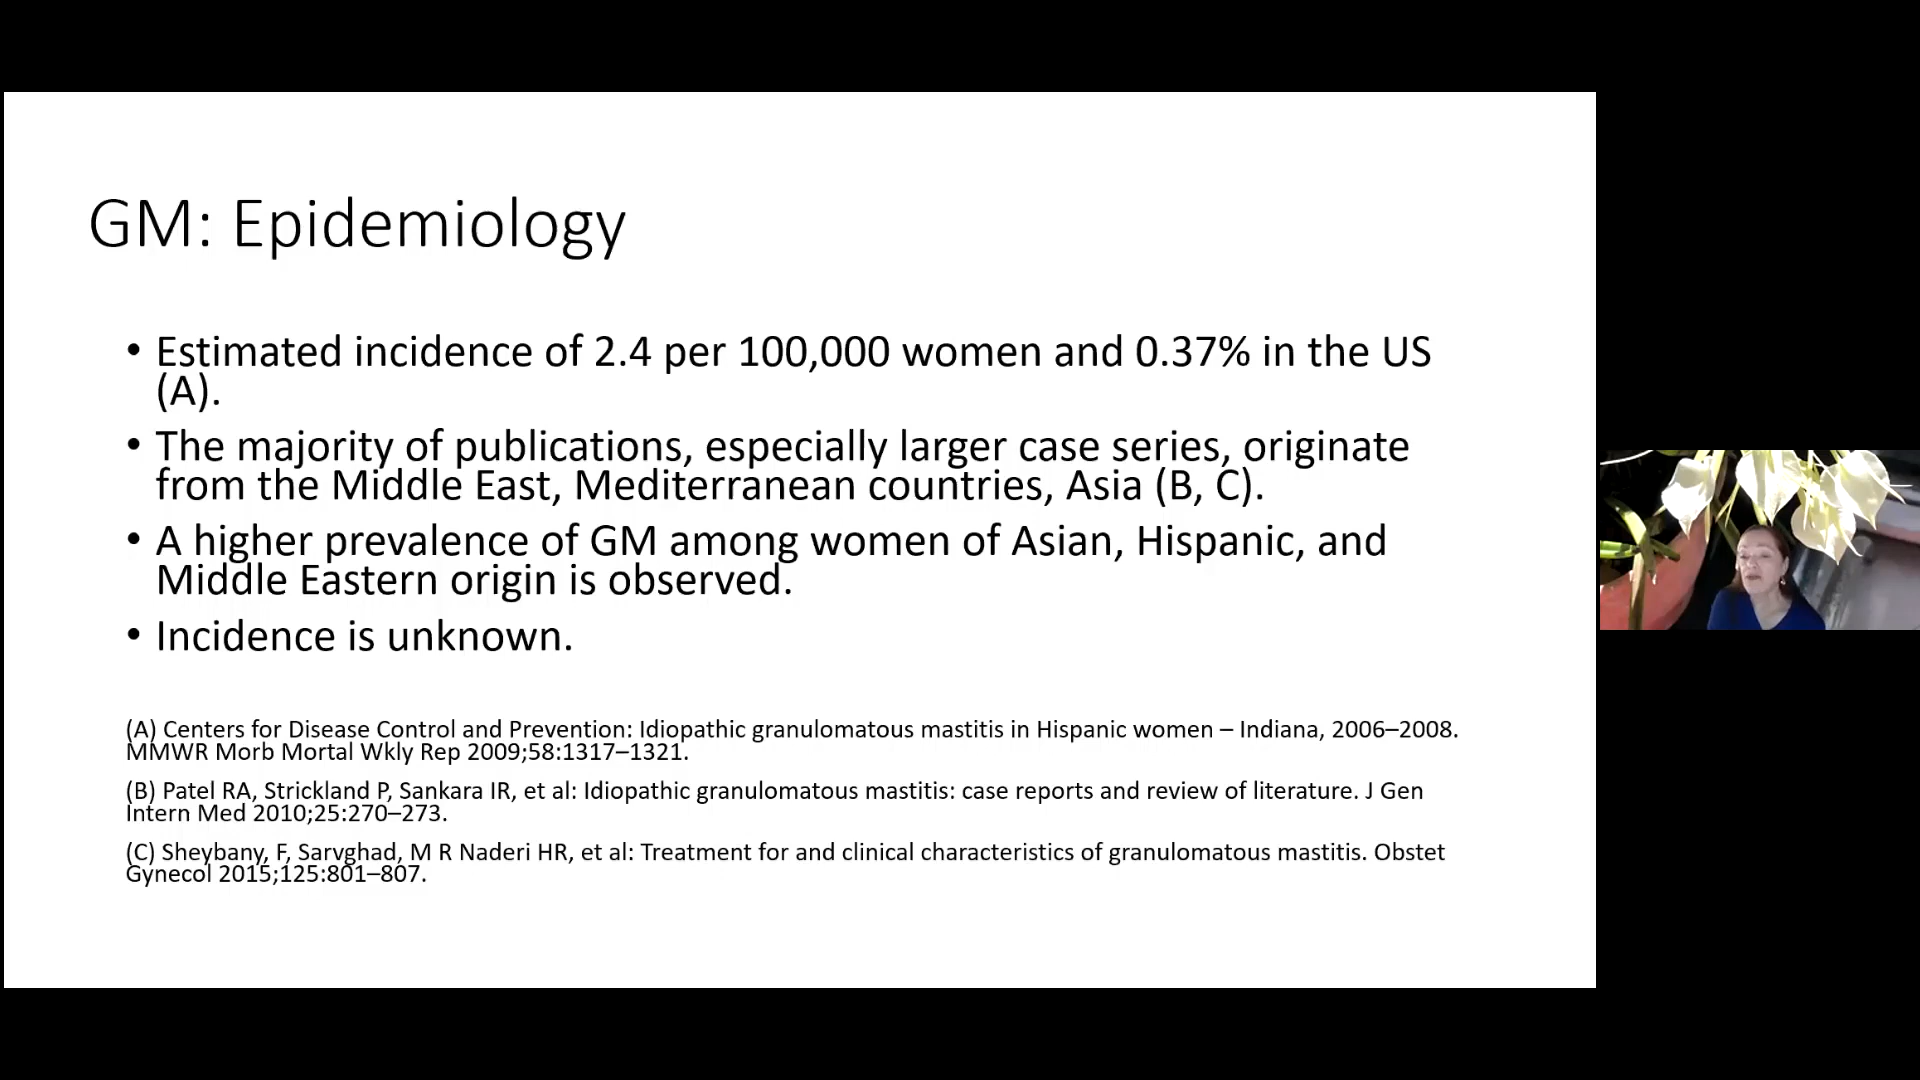 GM: Epidemiology
• Estimated incidence of 2.4 per 100,000 women and 0.37% in the US
(A).
• The majority of publications, especially larger case series, originate
from the Middle East, Mediterranean countries, Asia (B, C).
• A higher prevalence of GM among women of Asian, Hispanic, and
Middle Eastern origin is observed.
• Incidence is unknown.
(A) Centers for Disease Control and Prevention: Idiopathic granulomatous mastitis in Hispanic women – Indiana, 2006–2008.
MMWR Morb Mortal Wkly Rep 2009;58:1317–1321.
(B) Patel RA, Strickland P, Sankara IR, et al: Idiopathic granulomatous mastitis: case reports and review of literature. J Gen
Intern Med 2010;25:270–273.
(C) Sheybany, F, Sarvghad, M R Naderi HR, et al: Treatment for and clinical characteristics of granulomatous mastitis. Obstet
Gynecol 2015;125:801–807.